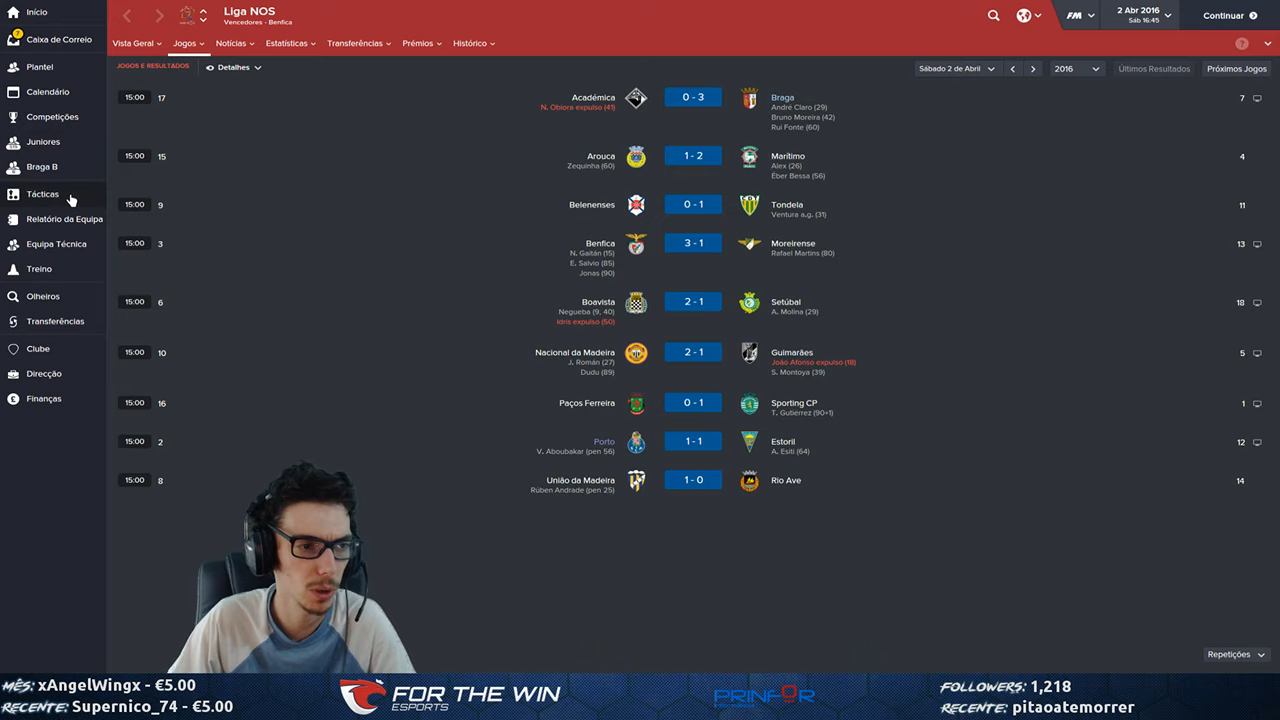 Início
Liga NOS
Vencedores - Benfica
FM
2 Abr 2016
Sáb 16:45
Continuar
7
Caixa de Correio
Vista Geral
Jogos
Notícias
Estatísticas
Transferências
Prémios
Histórico
?
Plantel
JOGOS E RESULTADOS
Detalhes
Sábado 2 de Abril
2016
Últimos Resultados
Próximos Jogos
Calendário
Competições
Juniores
Braga B
Tácticas
Relatório da Equipa
Equipa Técnica
Treino
Olheiros
Transferências
Clube
Direcção
Finanças
15:00 17 Académica 0 - 3 Braga 7
N. Obiora expulso (41) André Claro (29)
Bruno Moreira (42)
Rui Fonte (60)
15:00 15 Arouca 1 - 2 Marítimo 4
Zequinha (60) Alex (26)
Éber Bessa (56)
15:00 9 Belenenses 0 - 1 Tondela 11
Ventura a.g. (31)
15:00 3 Benfica 3 - 1 Moreirense 13
N. Gaitán (15) Rafael Martins (80)
E. Salvio (85)
Jonas (90)
15:00 6 Boavista 2 - 1 Setúbal 18
Negueba (9, 40) A. Molina (29)
Idris expulso (50)
15:00 10 Nacional da Madeira 2 - 1 Guimarães 5
J. Román (27) João Afonso expulso (18)
Dudu (89) S. Montoya (39)
15:00 16 Paços Ferreira 0 - 1 Sporting CP 1
T. Gutiérrez (90+1)
15:00 2 Porto 1 - 1 Estoril 12
V. Aboubakar (pen 56) A. Esiti (64)
15:00 8 União da Madeira 1 - 0 Rio Ave 14
Rúben Andrade (pen 25)
Repetições
MÊS: xAngelWingx - €5.00
RECENTE: Supernico_74 - €5.00
FOR THE WIN
ESPORTS
PRINFOR
FOLLOWERS: 1,218
RECENTE: pitaoatemorrer